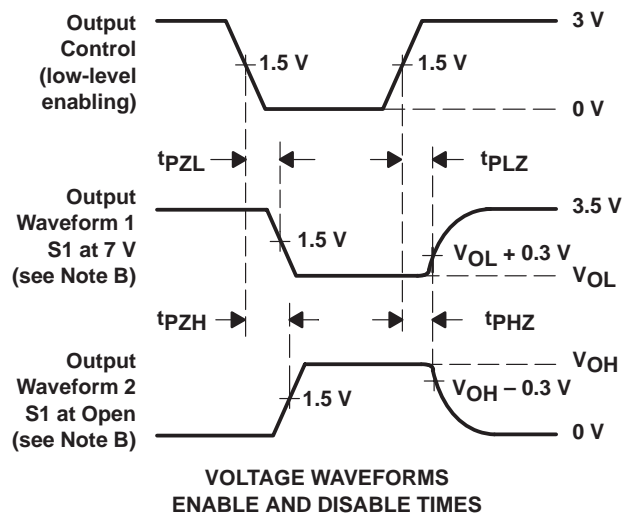 Output
Control
(low-level
enabling)
1.5 V
1.5 V
3 V
0 V
tPZL
tPLZ
Output
Waveform 1
S1 at 7 V
(see Note B)
1.5 V
3.5 V
VOL + 0.3 V
VOL
tPZH
tPHZ
Output
Waveform 2
S1 at Open
(see Note B)
1.5 V
VOH
VOH – 0.3 V
0 V
VOLTAGE WAVEFORMS
ENABLE AND DISABLE TIMES